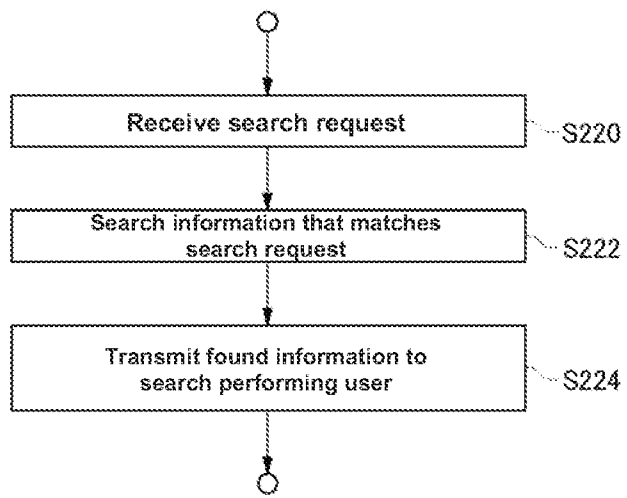 Receive search request
S220
Search information that matches
search request
S222
Transmit found information to
search performing user
S224